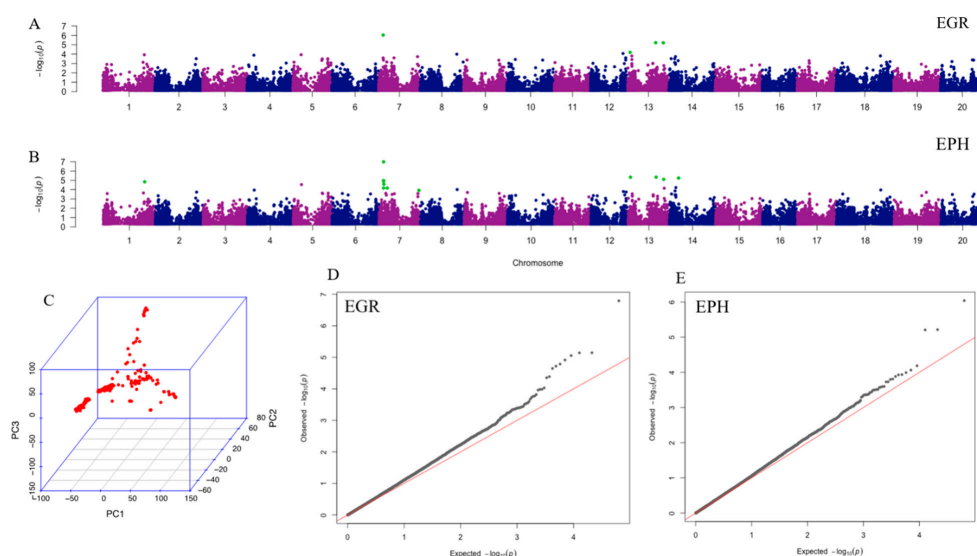 A
EGR
7
6
5
4
3
2
1
0
−log10(p)
1 2 3 4 5 6 7 8 9 10 11 12 13 14 15 16 17 18 19 20
B
EPH
7
6
5
4
3
2
1
0
−log10(p)
1 2 3 4 5 6 7 8 9 10 11 12 13 14 15 16 17 18 19 20
Chromosome
C
100
50
0
−50
−100
−150
PC3
−100 −50 0 50 100 150
PC1
−60
−40
−20
0
20
40
60
80
PC2
D
EGR
7
6
5
4
3
2
1
0
Observed −log10(p)
0 1 2 3 4
Expected −log10(p)
E
EPH
6
5
4
3
2
1
0
Observed −log10(p)
0 1 2 3 4
Expected −log10(p)